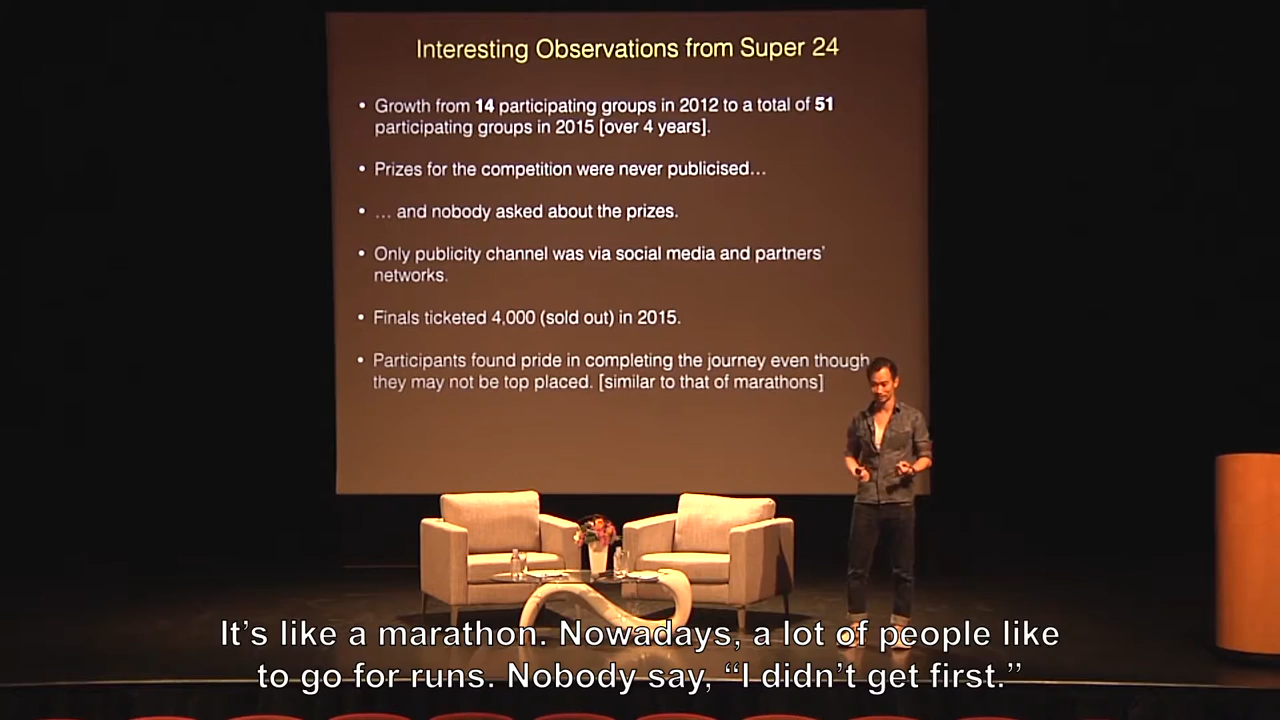 Interesting Observations from Super 24
• Growth from 14 participating groups in 2012 to a total of 51
participating groups in 2015 [over 4 years].
• Prizes for the competition were never publicised…
• … and nobody asked about the prizes.
• Only publicity channel was via social media and partners’
networks.
• Finals ticketed 4,000 (sold out) in 2015.
• Participants found pride in completing the journey even though
they may not be top placed. [similar to that of marathons]
It’s like a marathon. Nowadays, a lot of people like
to go for runs. Nobody say, “I didn’t get first.”